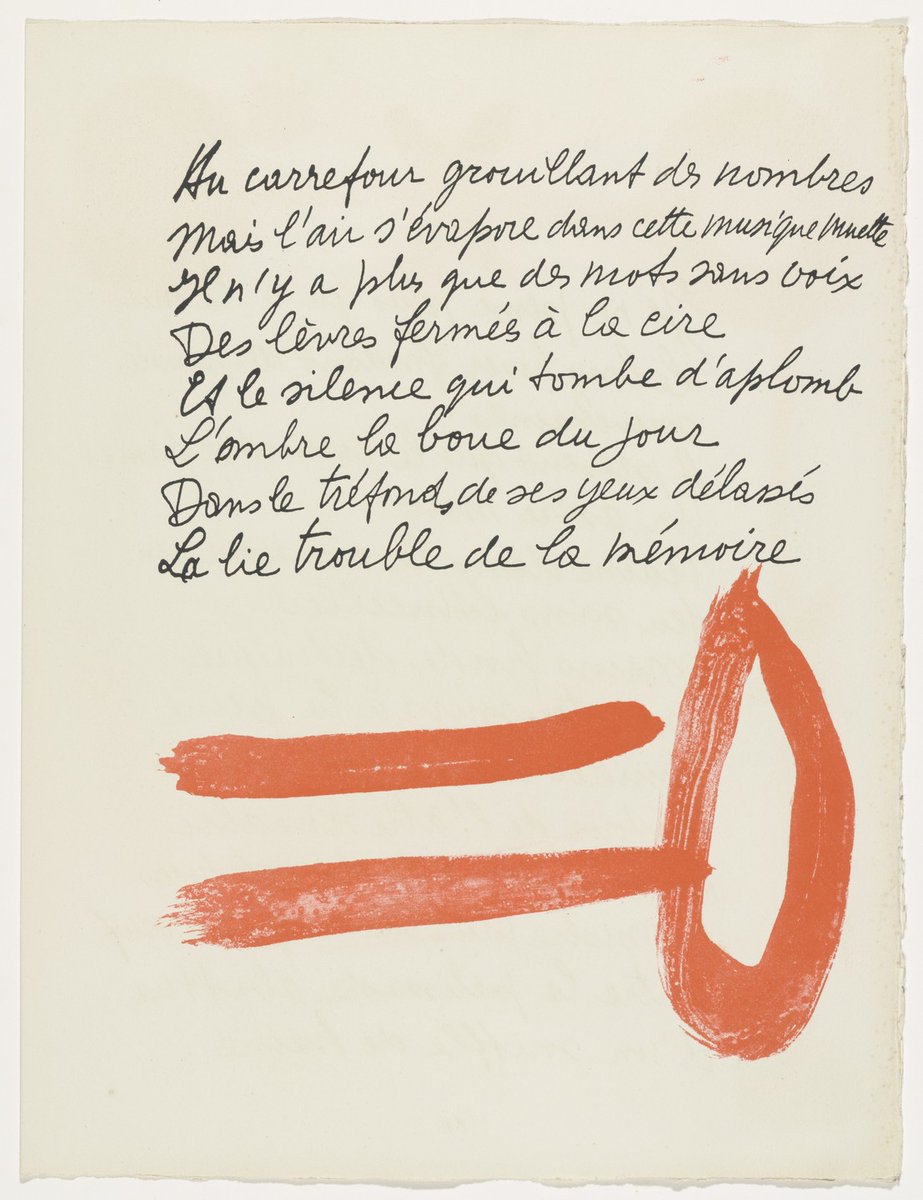 Au carrefour grouillant des nombres
Mais l'air s'évapore dans cette musique muette
Il n'y a plus que des mots sans voix
Des lèvres fermées à la cire
Et le silence qui tombe d'aplomb
L'ombre la boue du jour
Dans le tréfonds de ses yeux délassés
La lie trouble de la mémoire